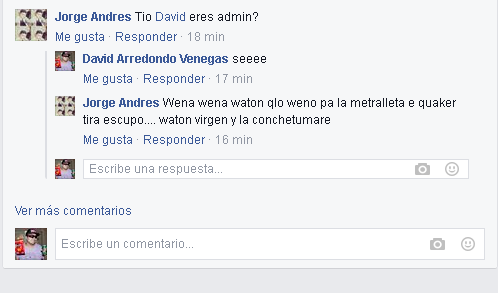 Jorge Andres Tio David eres admin?
Me gusta · Responder · 18 min
David Arredondo Venegas seeee
Me gusta · Responder · 17 min
Jorge Andres Wena wena waton qlo weno pa la metralleta e quaker
tira escupo.... waton virgen y la conchetumare
Me gusta · Responder · 16 min
Escribe una respuesta...
Ver más comentarios
Escribe un comentario...